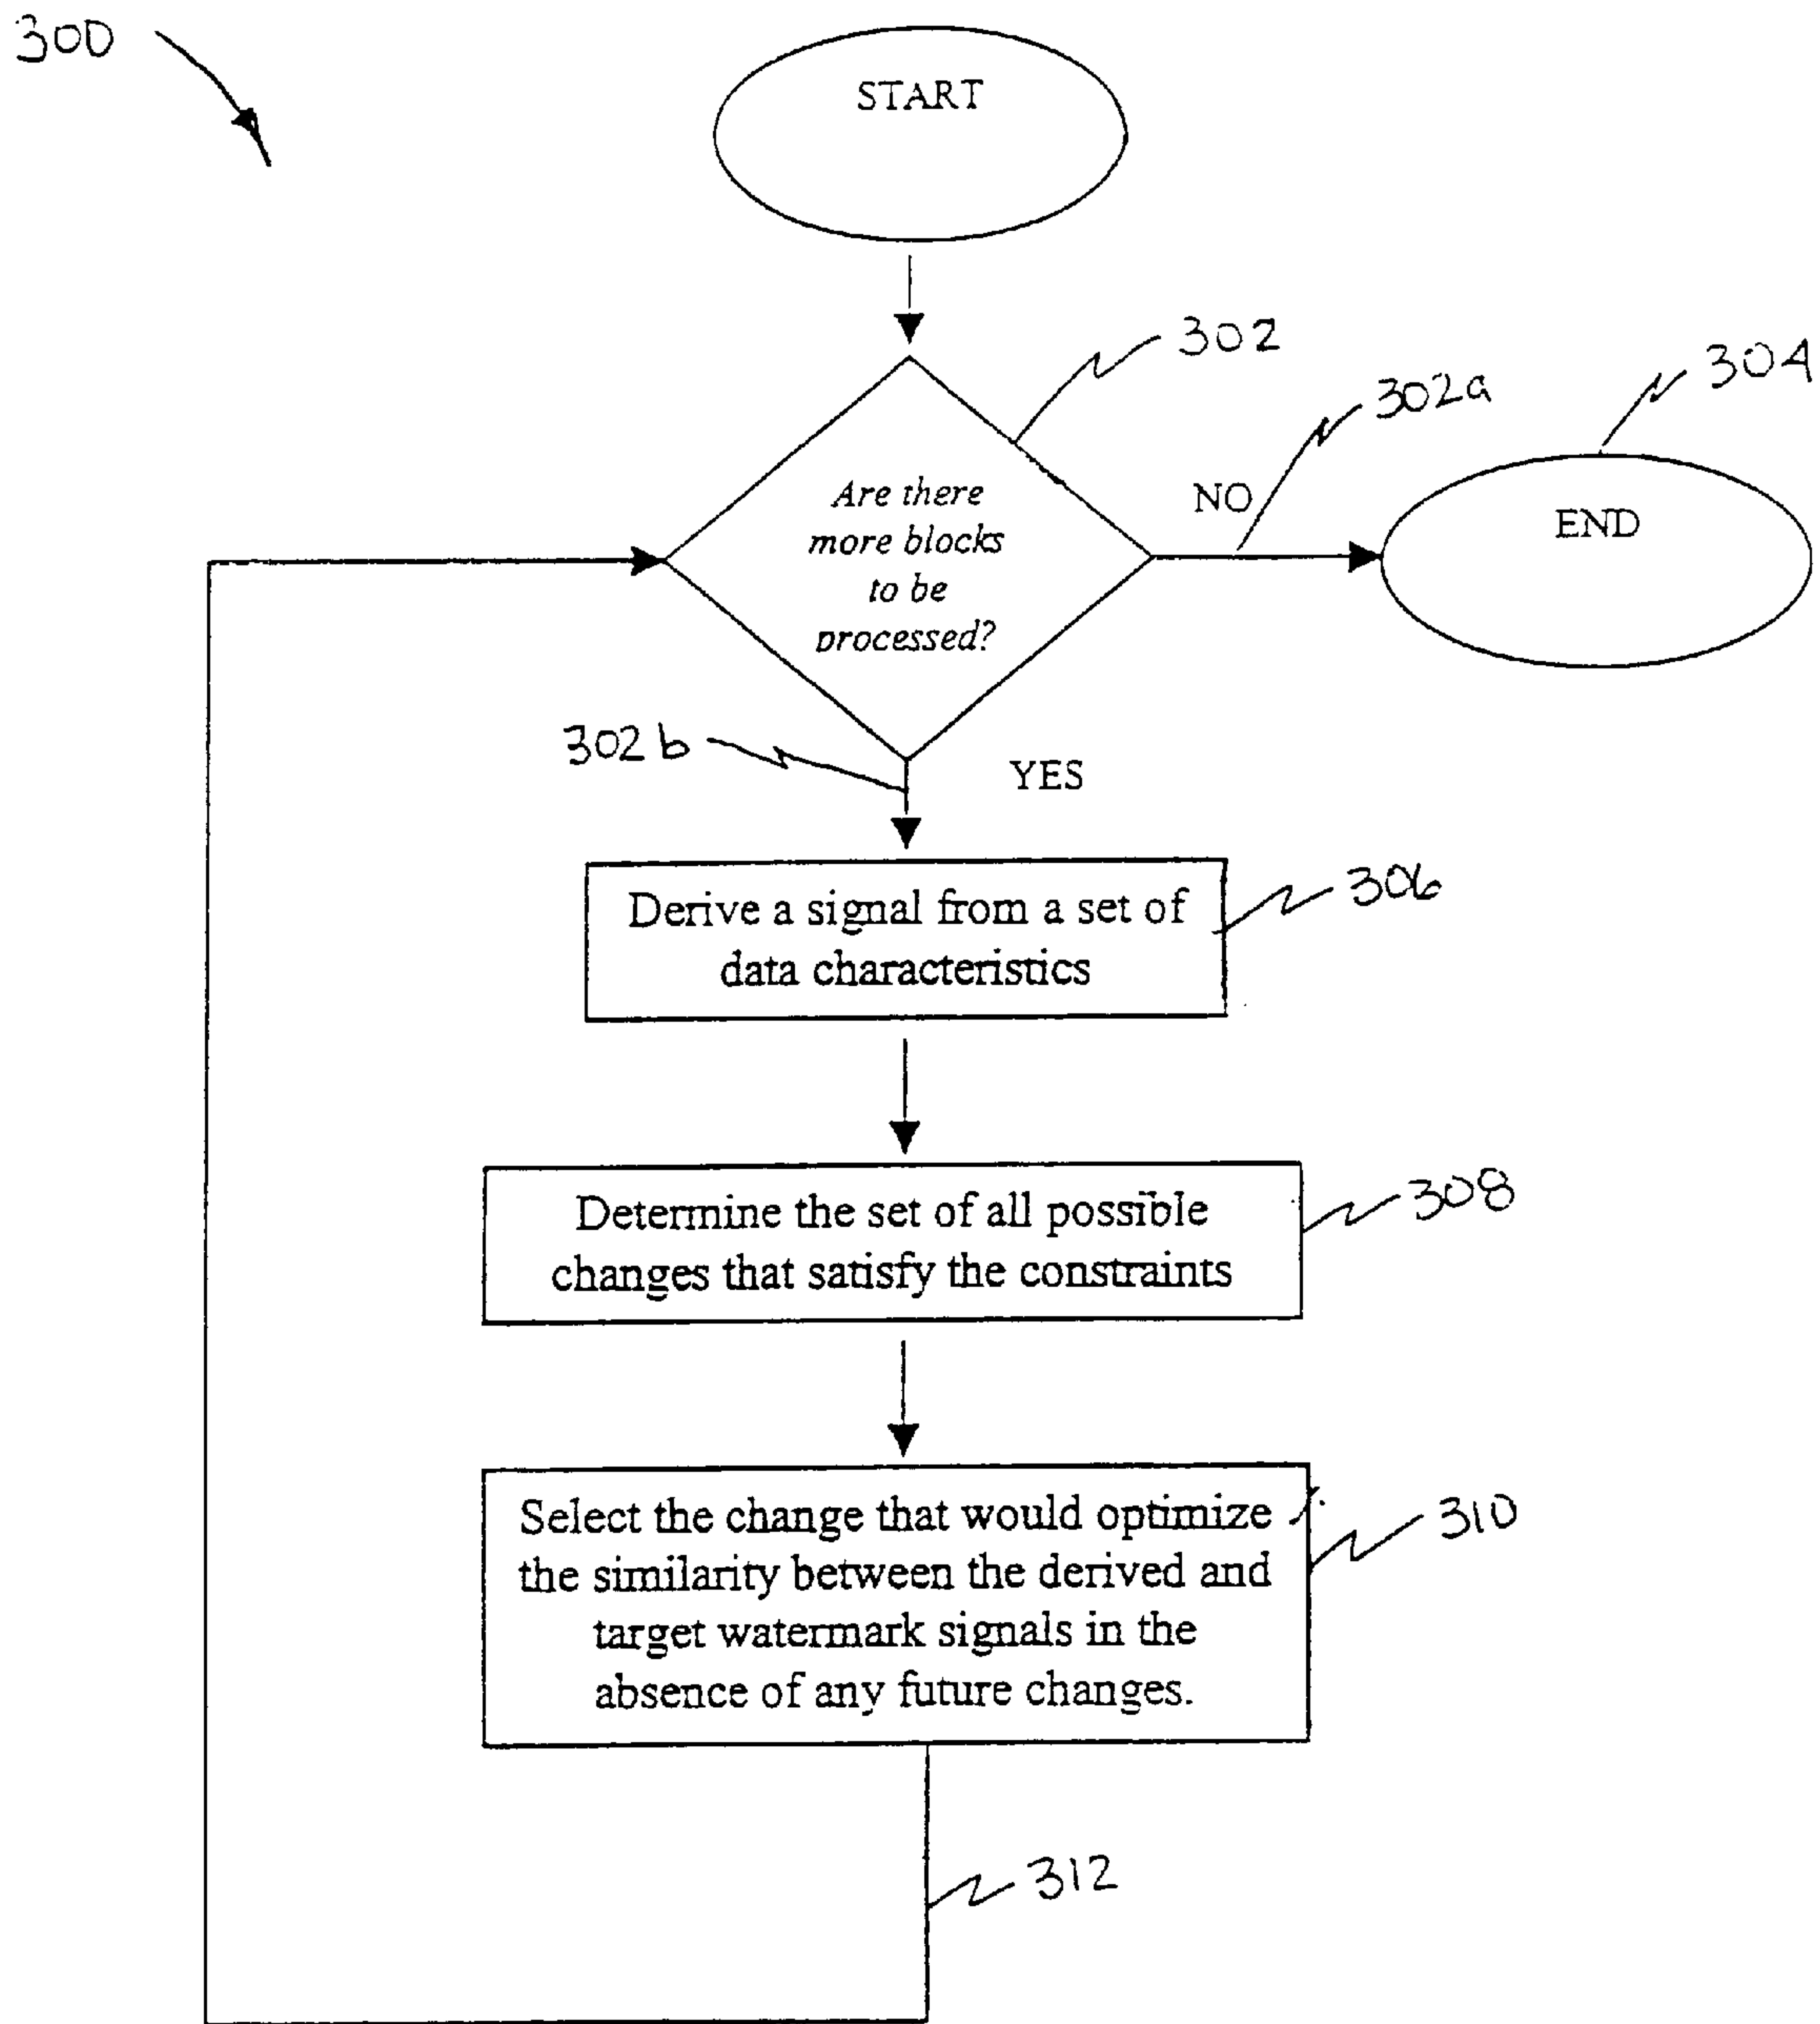 300
START
302
302a
304
Are there
more blocks
to be
processed?
NO
END
302b
YES
Derive a signal from a set of
data characteristics
306
Determine the set of all possible
changes that satisfy the constraints
308
Select the change that would optimize
the similarity between the derived and
target watermark signals in the
absence of any future changes.
310
312